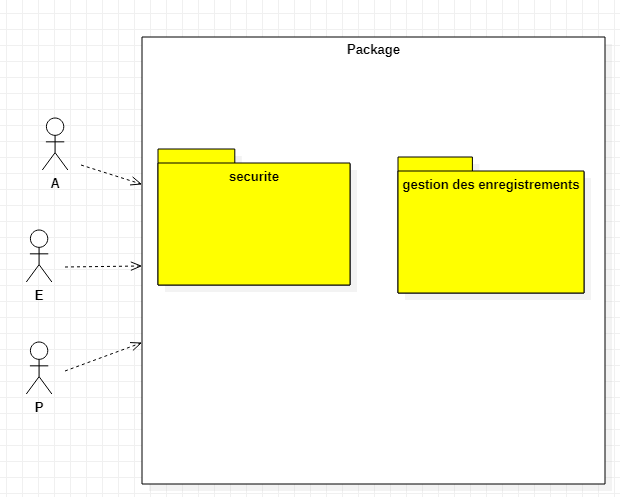 Package
securite
gestion des enregistrements
A
E
P